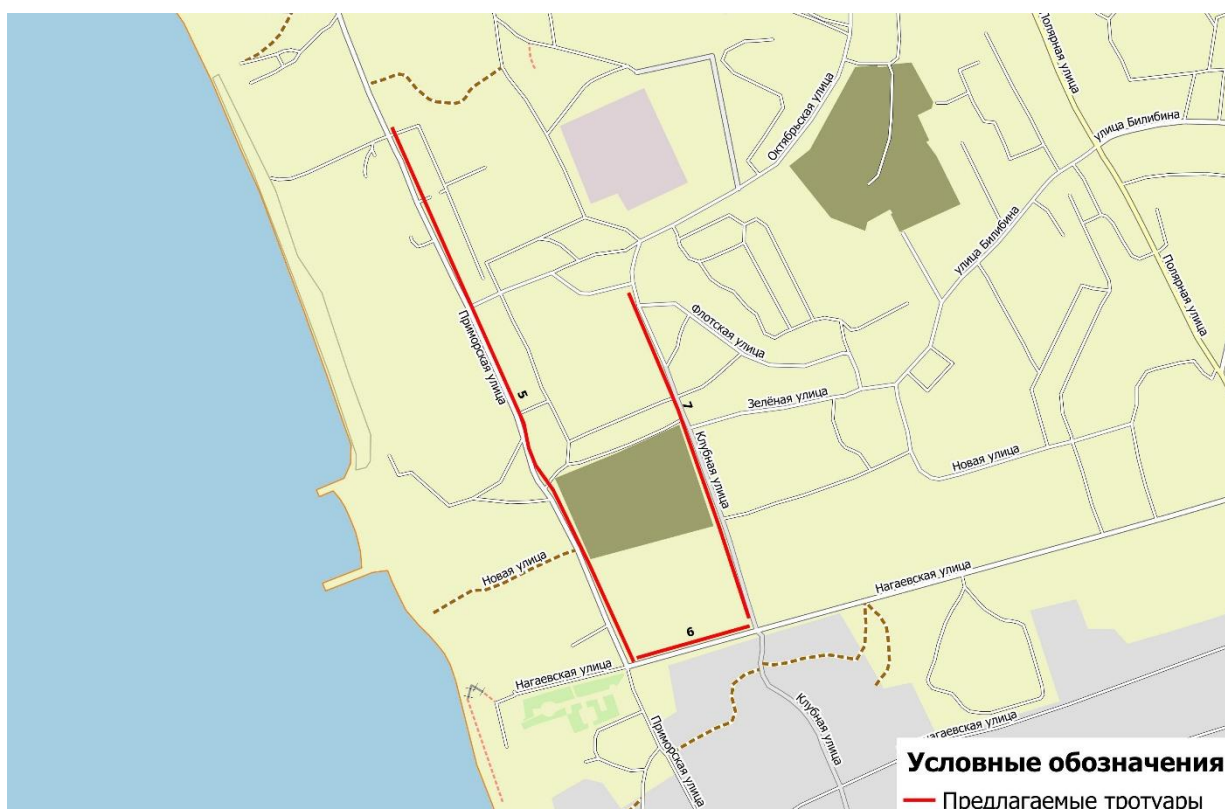 Полярная улица
улица Билибина
Октябрьская улица
улица Билибина
Полярная улица
Флотская улица
Приморская улица
5
7
Зелёная улица
Клубная улица
Новая улица
Новая улица
Нагаевская улица
6
Нагаевская улица
Клубная улица
Приморская улица
Нагаевская улица
Условные обозначения
Предлагаемые тротуары